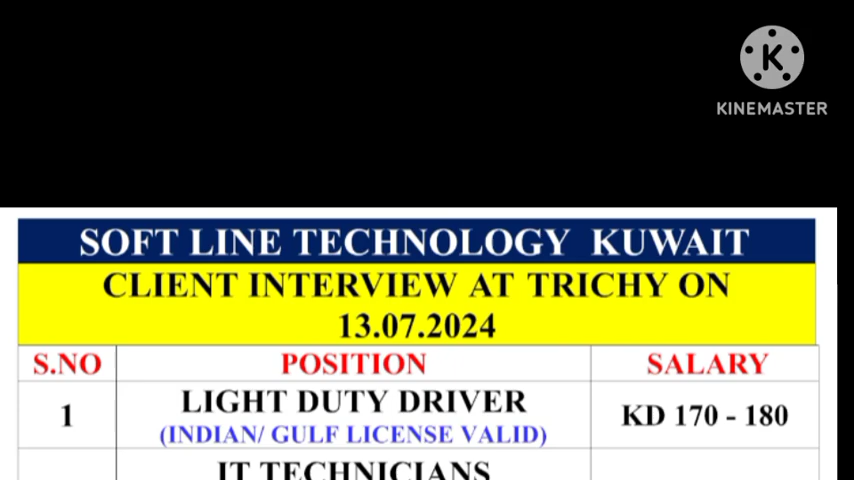 KINEMASTER
SOFT LINE TECHNOLOGY KUWAIT
CLIENT INTERVIEW AT TRICHY ON
13.07.2024
S.NO POSITION SALARY
1 LIGHT DUTY DRIVER KD 170 - 180
(INDIAN/ GULF LICENSE VALID)
IT TECHNICIANS